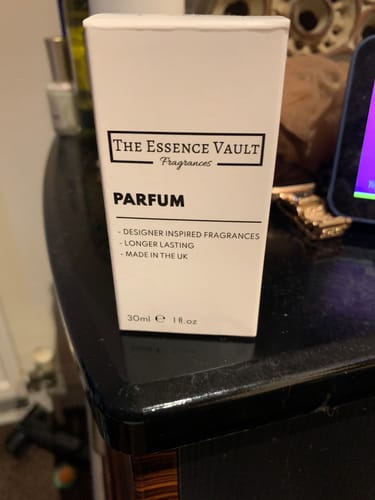 THE ESSENCE VAULT
Fragrances
PARFUM
- DESIGNER INSPIRED FRAGRANCES
- LONGER LASTING
- MADE IN THE UK
30ml ℮ 1 fl.oz